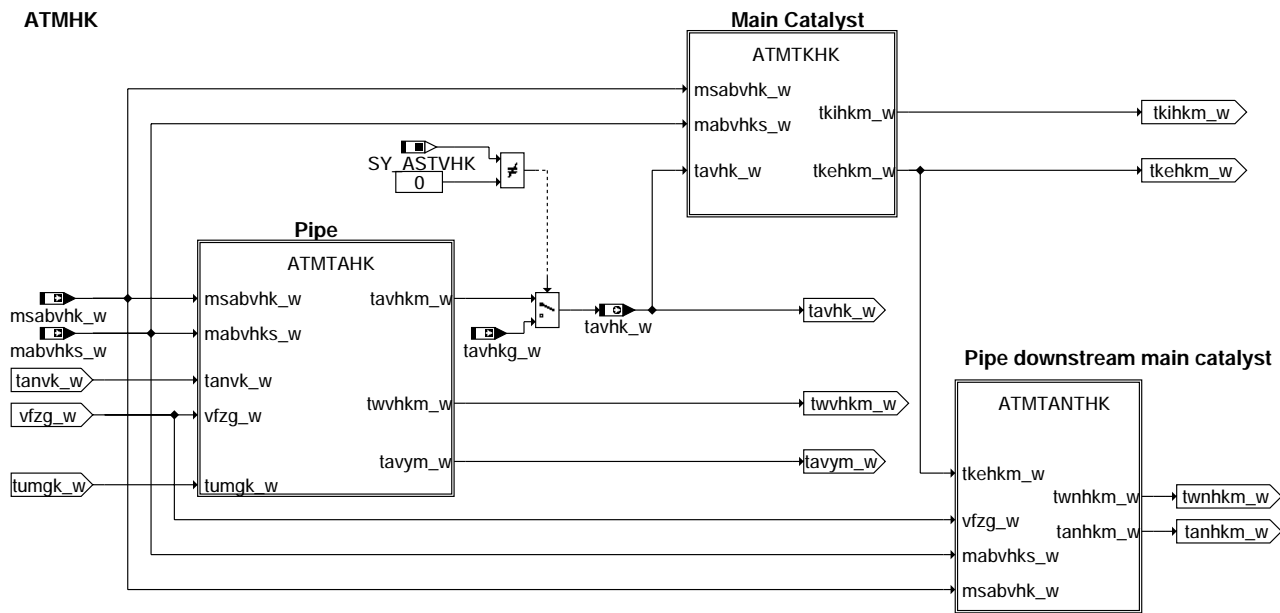 ATMHK
Main Catalyst
ATMTKHK
msabvhk_w
mabvhks_w
tavhk_w
tkihkm_w
tkehkm_w
tkihkm_w
tkehkm_w
SY_ASTVHK
0
≠
Pipe
ATMTAHK
msabvhk_w
mabvhks_w
tanvk_w
vfzg_w
tumgk_w
msabvhk_w
mabvhks_w
tanvk_w
vfzg_w
tumgk_w
tavhkm_w
twvhkm_w
tavym_w
tavhkg_w
tavhk_w
tavhk_w
twvhkm_w
tavym_w
Pipe downstream main catalyst
ATMTANTHK
tkehkm_w
vfzg_w
mabvhks_w
msabvhk_w
twnhkm_w
tanhkm_w
twnhkm_w
tanhkm_w